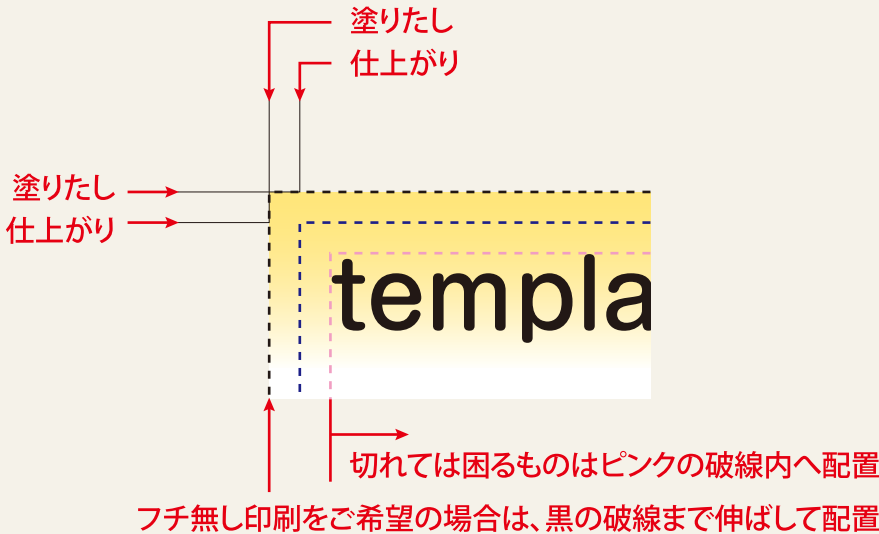 塗りたし
仕上がり
塗りたし
仕上がり
templa
切れては困るものはピンクの破線内へ配置
フチ無し印刷をご希望の場合は、黒の破線まで伸ばして配置